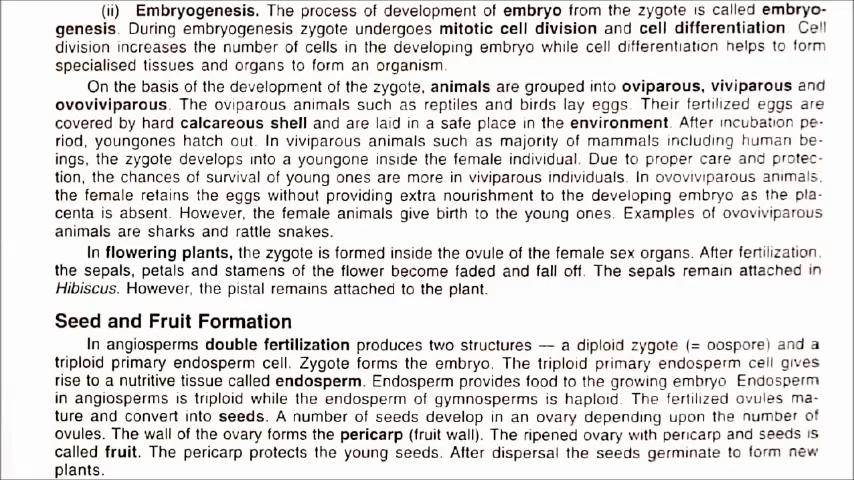 (ii) Embryogenesis. The process of development of embryo from the zygote is called embryo-
genesis. During embryogenesis zygote undergoes mitotic cell division and cell differentiation. Cell
division increases the number of cells in the developing embryo while cell differentiation helps to form
specialised tissues and organs to form an organism.
On the basis of the development of the zygote, animals are grouped into oviparous, viviparous and
ovoviviparous. The oviparous animals such as reptiles and birds lay eggs. Their fertilized eggs are
covered by hard calcareous shell and are laid in a safe place in the environment. After incubation pe-
riod, youngones hatch out. In viviparous animals such as majority of mammals including human be-
ings, the zygote develops into a youngone inside the female individual. Due to proper care and protec-
tion, the chances of survival of young ones are more in viviparous individuals. In ovoviviparous animals,
the female retains the eggs without providing extra nourishment to the developing embryo as the pla-
centa is absent. However, the female animals give birth to the young ones. Examples of ovoviviparous
animals are sharks and rattle snakes.
In flowering plants, the zygote is formed inside the ovule of the female sex organs. After fertilization,
the sepals, petals and stamens of the flower become faded and fall off. The sepals remain attached in
Hibiscus. However, the pistal remains attached to the plant.
Seed and Fruit Formation
In angiosperms double fertilization produces two structures — a diploid zygote (= oospore) and a
triploid primary endosperm cell. Zygote forms the embryo. The triploid primary endosperm cell gives
rise to a nutritive tissue called endosperm. Endosperm provides food to the growing embryo. Endosperm
in angiosperms is triploid while the endosperm of gymnosperms is haploid. The fertilized ovules ma-
ture and convert into seeds. A number of seeds develop in an ovary depending upon the number of
ovules. The wall of the ovary forms the pericarp (fruit wall). The ripened ovary with pericarp and seeds is
called fruit. The pericarp protects the young seeds. After dispersal the seeds germinate to form new
plants.